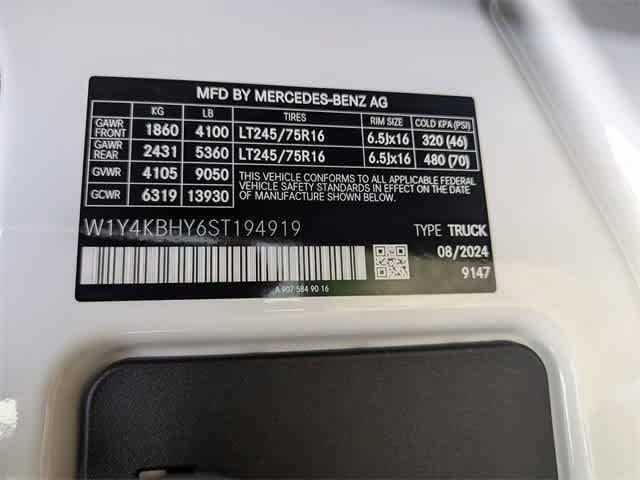 MFD BY MERCEDES-BENZ AG
KG LB TIRES RIM SIZE COLD KPA (PSI)
GAWR FRONT 1860 4100 LT245/75R16 6.5Jx16 320 (46)
GAWR REAR 2431 5360 LT245/75R16 6.5Jx16 480 (70)
GVWR 4105 9050
GCWR 6319 13930
THIS VEHICLE CONFORMS TO ALL APPLICABLE FEDERAL
VEHICLE SAFETY STANDARDS IN EFFECT ON THE DATE
OF MANUFACTURE SHOWN ABOVE.
W1Y4KBHY6ST194919 TYPE TRUCK
08/2024
9147
A 907 584 90 16